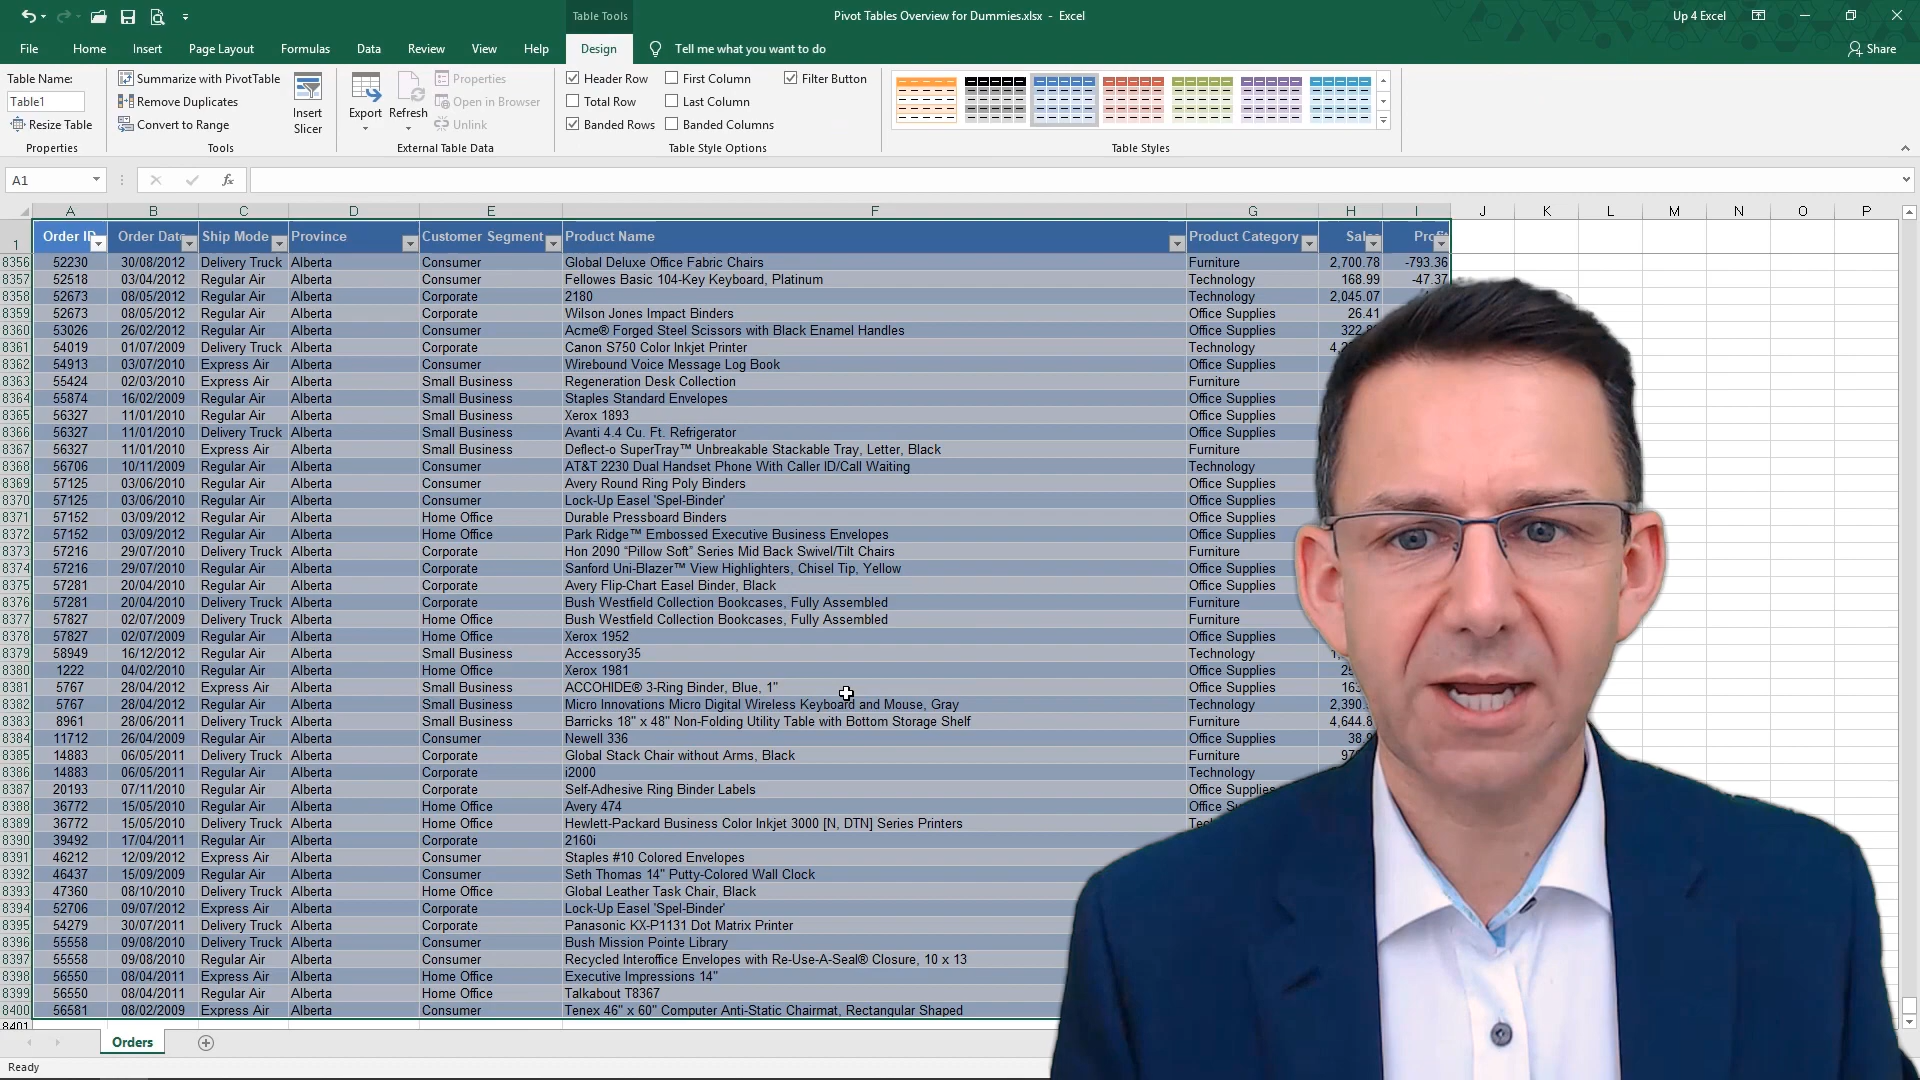 Table Tools
Pivot Tables Overview for Dummies.xlsx - Excel
Up 4 Excel
File Home Insert Page Layout Formulas Data Review View Help Design Tell me what you want to do Share
Table Name: Summarize with PivotTable Properties Header Row First Column Filter Button
Table1 Remove Duplicates Open in Browser Total Row Last Column
Resize Table Convert to Range Insert Slicer Export Refresh Unlink Banded Rows Banded Columns
Properties Tools External Table Data Table Style Options Table Styles
A1 fx
A B C D E F G H I J K L M N O P
1 Order ID Order Date Ship Mode Province Customer Segment Product Name Product Category
8356 52230 30/08/2012 Delivery Truck Alberta Consumer Global Deluxe Office Fabric Chairs Furniture 2,700.78 -793.36
8357 52518 03/04/2012 Regular Air Alberta Consumer Fellowes Basic 104-Key Keyboard, Platinum Technology 168.99 -47.37
8358 52673 08/05/2012 Regular Air Alberta Corporate 2180 Technology 2,045.07
8359 52673 08/05/2012 Regular Air Alberta Corporate Wilson Jones Impact Binders Office Supplies 26.41
8360 53026 26/02/2012 Regular Air Alberta Consumer Acme® Forged Steel Scissors with Black Enamel Handles Office Supplies
8361 54019 01/07/2009 Delivery Truck Alberta Corporate Canon S750 Color Inkjet Printer Technology
8362 54913 03/07/2010 Express Air Alberta Consumer Wirebound Voice Message Log Book Office Supplies
8363 55424 02/03/2010 Express Air Alberta Small Business Regeneration Desk Collection Furniture
8364 55874 16/02/2009 Regular Air Alberta Small Business Staples Standard Envelopes Office Supplies
8365 56327 11/01/2010 Regular Air Alberta Small Business Xerox 1893 Office Supplies
8366 56327 11/01/2010 Delivery Truck Alberta Small Business Avanti 4.4 Cu. Ft. Refrigerator Office Supplies
8367 56327 11/01/2010 Express Air Alberta Small Business Deflect-o SuperTray™ Unbreakable Stackable Tray, Letter, Black Furniture
8368 56706 10/11/2009 Regular Air Alberta Consumer AT&T 2230 Dual Handset Phone With Caller ID/Call Waiting Technology
8369 57125 03/06/2010 Regular Air Alberta Consumer Avery Round Ring Poly Binders Office Supplies
8370 57125 03/06/2010 Regular Air Alberta Consumer Lock-Up Easel 'Spel-Binder' Office Supplies
8371 57152 03/09/2012 Regular Air Alberta Home Office Durable Pressboard Binders Office Supplies
8372 57152 03/09/2012 Regular Air Alberta Home Office Park Ridge™ Embossed Executive Business Envelopes Office Supplies
8373 57216 29/07/2010 Delivery Truck Alberta Corporate Hon 2090 “Pillow Soft” Series Mid Back Swivel/Tilt Chairs Furniture
8374 57216 29/07/2010 Regular Air Alberta Corporate Sanford Uni-Blazer™ View Highlighters, Chisel Tip, Yellow Office Supplies
8375 57281 20/04/2010 Regular Air Alberta Corporate Avery Flip-Chart Easel Binder, Black Office Supplies
8376 57281 20/04/2010 Delivery Truck Alberta Corporate Bush Westfield Collection Bookcases, Fully Assembled Furniture
8377 57827 02/07/2009 Delivery Truck Alberta Home Office Bush Westfield Collection Bookcases, Fully Assembled Furniture
8378 57827 02/07/2009 Regular Air Alberta Home Office Xerox 1952 Office Supplies
8379 58949 16/12/2012 Regular Air Alberta Small Business Accessory35 Technology
8380 1222 04/02/2010 Regular Air Alberta Home Office Xerox 1981 Office Supplies
8381 5767 28/04/2012 Express Air Alberta Small Business ACCOHIDE® 3-Ring Binder, Blue, 1" Office Supplies
8382 5767 28/04/2012 Regular Air Alberta Small Business Micro Innovations Micro Digital Wireless Keyboard and Mouse, Gray Technology
8383 8961 28/06/2011 Delivery Truck Alberta Small Business Barricks 18" x 48" Non-Folding Utility Table with Bottom Storage Shelf Furniture
8384 11712 26/04/2009 Regular Air Alberta Consumer Newell 336 Office Supplies
8385 14883 06/05/2011 Delivery Truck Alberta Corporate Global Stack Chair without Arms, Black Furniture
8386 14883 06/05/2011 Regular Air Alberta Corporate i2000 Technology
8387 20193 07/11/2010 Regular Air Alberta Corporate Self-Adhesive Ring Binder Labels
8388 36772 15/05/2010 Regular Air Alberta Home Office Avery 474
8389 36772 15/05/2010 Delivery Truck Alberta Home Office Hewlett-Packard Business Color Inkjet 3000 [N, DTN] Series Printers
8390 39492 17/04/2011 Regular Air Alberta Corporate 2160i
8391 46212 12/09/2012 Express Air Alberta Consumer Staples #10 Colored Envelopes
8392 46437 15/09/2009 Regular Air Alberta Consumer Seth Thomas 14" Putty-Colored Wall Clock
8393 47360 08/10/2010 Delivery Truck Alberta Home Office Global Leather Task Chair, Black
8394 52706 09/07/2012 Express Air Alberta Consumer Lock-Up Easel 'Spel-Binder'
8395 54279 30/07/2011 Delivery Truck Alberta Corporate Panasonic KX-P1131 Dot Matrix Printer
8396 55558 09/08/2010 Delivery Truck Alberta Consumer Bush Mission Pointe Library
8397 55558 09/08/2010 Regular Air Alberta Consumer Recycled Interoffice Envelopes with Re-Use-A-Seal® Closure, 10 x 13
8398 56550 08/04/2011 Express Air Alberta Home Office Executive Impressions 14"
8399 56550 08/04/2011 Regular Air Alberta Home Office Talkabout T8367
8400 56581 08/02/2009 Express Air Alberta Consumer Tenex 46" x 60" Computer Anti-Static Chairmat, Rectangular Shaped
8401
Orders
Ready